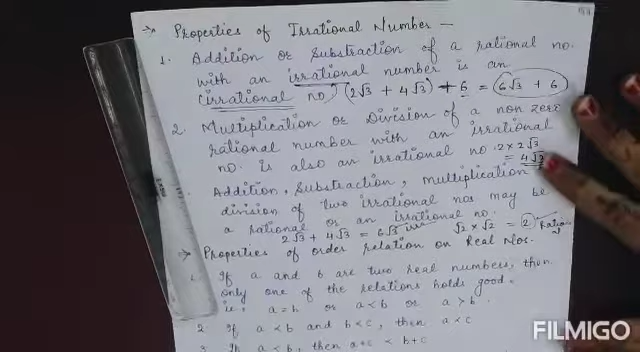 → Properties of Irrational Number —
1. Addition or Substraction of a rational no.
with an irrational number is an
irrational no. (2√3 + 4√3) + 6 = 6√3 + 6
2. Multiplication or Division of a non zero
rational number with an irrational
no. is also an irrational no. 2×2√3
= 4√3
Addition, Substraction, multiplication
division of two irrational nos may be
a rational or an irrational no.
2√3 + 4√3 = 6√3 √2 × √2 = 2
→ Properties of order relation on Real Nos.
If a and b are two real numbers, then
only one of the relations holds good.
i.e, a = b or a < b or a > b.
2. If a < b and b < c, then a < c
3. If a < b, then a + c < b + c
FILMIGO